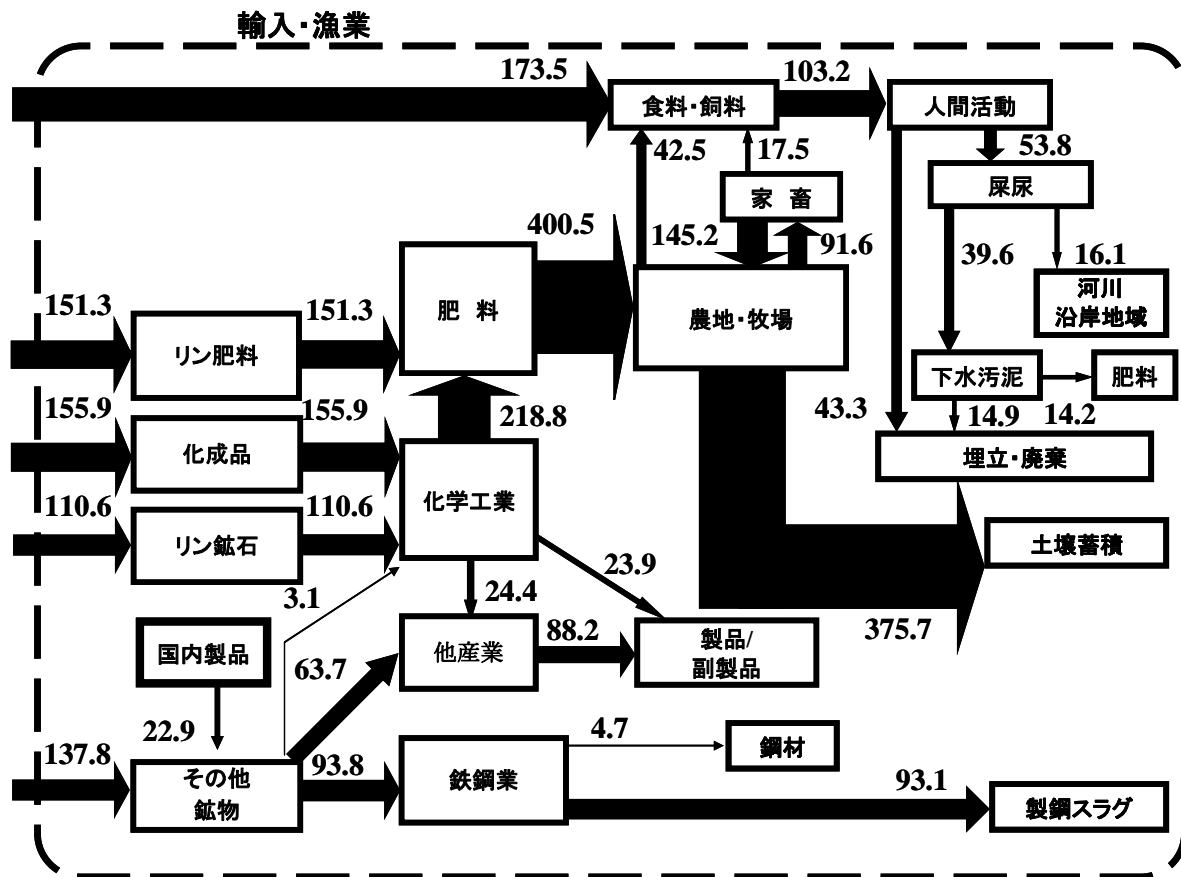 輸入・漁業
173.5
103.2
食料・飼料
人間活動
42.5
17.5
53.8
家 畜
屎尿
400.5
145.2
91.6
39.6
16.1
肥 料
農地・牧場
河川
沿岸地域
151.3
151.3
リン肥料
下水汚泥
肥料
155.9
155.9
218.8
43.3
14.9
14.2
化成品
化学工業
埋立・廃棄
110.6
110.6
リン鉱石
土壌蓄積
3.1
24.4
23.9
国内製品
63.7
他産業
88.2
製品/
副製品
375.7
22.9
137.8
その他
鉱物
93.8
鉄鋼業
4.7
鋼材
93.1
製鋼スラグ